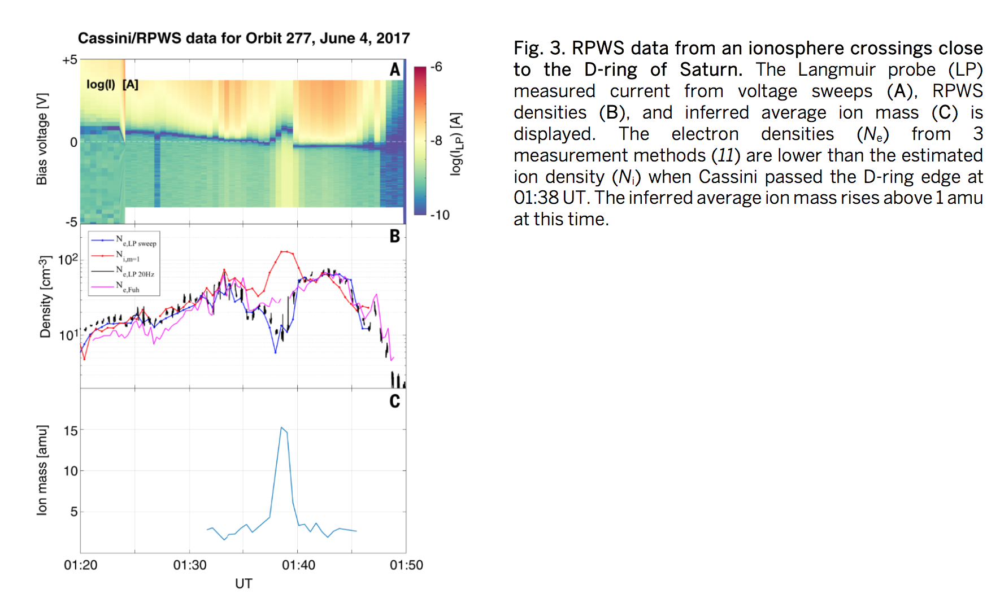 Cassini/RPWS data for Orbit 277, June 4, 2017
+5
0
-5
Bias voltage [V]
log(I) [A]
A
-6
-8
-10
log(I_LP) [A]
B
N_e,LP sweep
N_i,m=1
N_e,LP 20Hz
N_e,Fuh
10²
10¹
Density [cm⁻³]
C
15
10
5
Ion mass [amu]
01:20 01:30 01:40 01:50
UT
Fig. 3. RPWS data from an ionosphere crossings close
to the D-ring of Saturn. The Langmuir probe (LP)
measured current from voltage sweeps (A), RPWS
densities (B), and inferred average ion mass (C) is
displayed. The electron densities (Nₑ) from 3
measurement methods (11) are lower than the estimated
ion density (Nᵢ) when Cassini passed the D-ring edge at
01:38 UT. The inferred average ion mass rises above 1 amu
at this time.